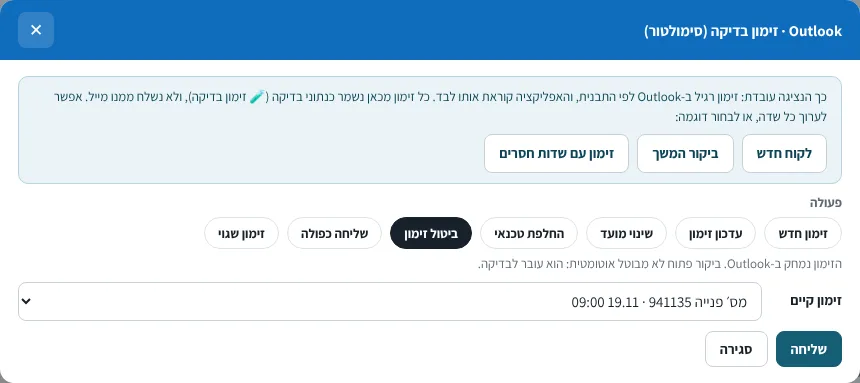 Outlook · זימון בדיקה (סימולטור)
×
כך הנציגה עובדת: זימון רגיל ב-Outlook לפי התבנית, והאפליקציה קוראת אותו לבד. כל זימון מכאן נשמר כנתוני בדיקה (🧪 זימון בדיקה), ולא נשלח ממנו מייל. אפשר
לערוך כל שדה, או לבחור דוגמה:
לקוח חדש ביקור המשך זימון עם שדות חסרים
פעולה
זימון חדש עדכון זימון שינוי מועד החלפת טכנאי ביטול זימון שליחה כפולה זימון שגוי
הזימון נמחק ב-Outlook. ביקור פתוח לא מבוטל אוטומטית: הוא עובר לבדיקה.
זימון קיים מס׳ פנייה 941135 · 19.11 09:00
שליחה סגירה